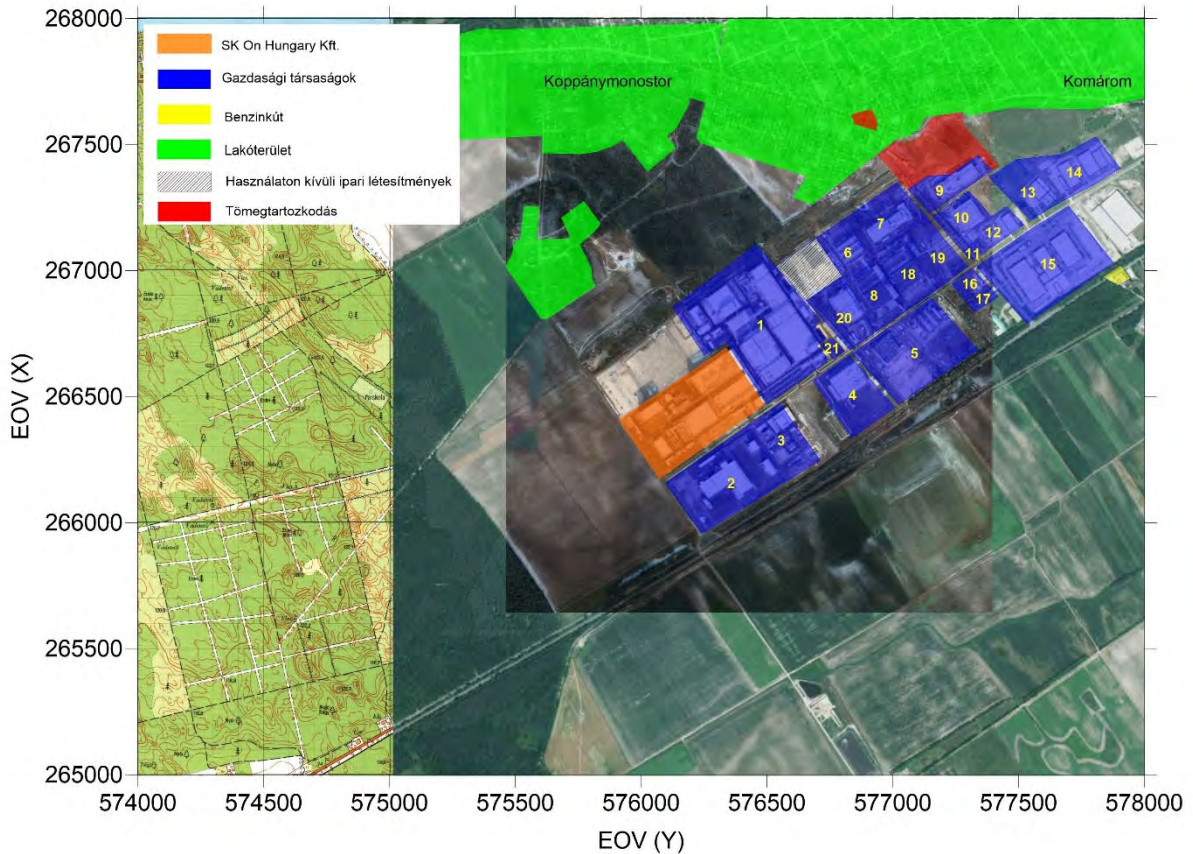 268000
267500
267000
266500
266000
265500
265000
EOV (X)
SK On Hungary Kft.
Gazdasági társaságok
Benzinkút
Lakóterület
Használaton kívüli ipari létesítmények
Tömegtartozkodás
Koppánymonostor
Komárom
14
13
9
10
7
12
6
19
11
15
18
16
8
17
20
1
21
5
4
3
2
574000 574500 575000 575500 576000 576500 577000 577500 578000
EOV (Y)